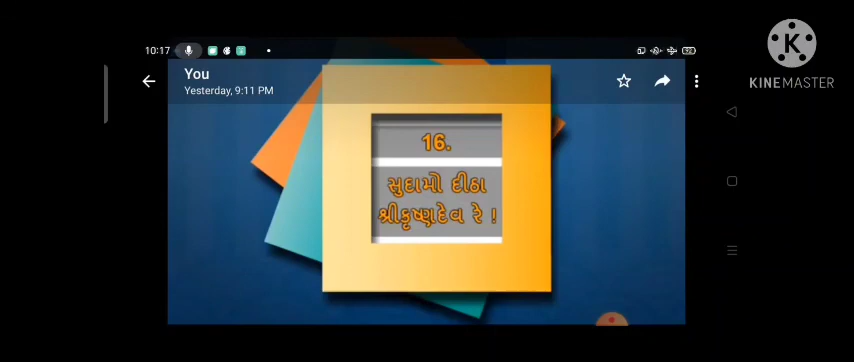 10:17
You
Yesterday, 9:11 PM
KINEMASTER
16.
સુદામો દીઠા
શ્રીકૃષ્ણદેવ રે !